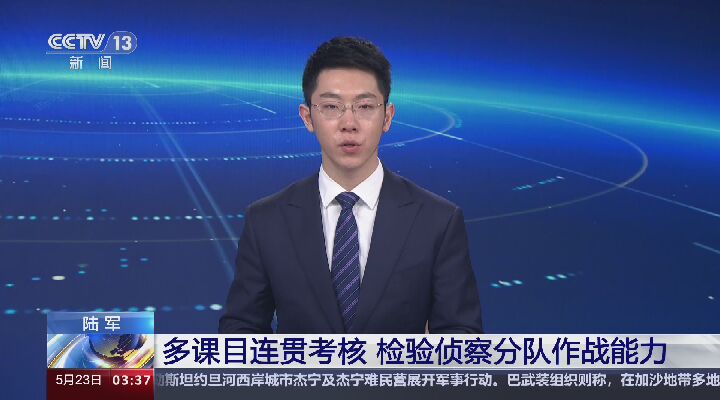 CCTV 13
新闻
陆军
多课目连贯考核 检验侦察分队作战能力
5月23日 03:37 勒斯坦约旦河西岸城市杰宁及杰宁难民营展开军事行动。巴武装组织则称，在加沙地带多地